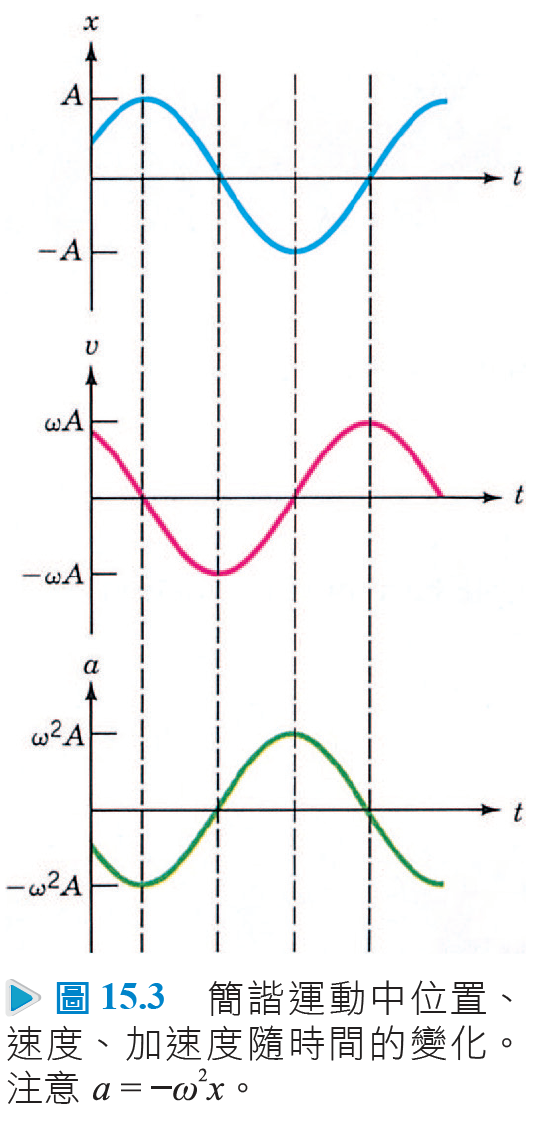 x
A
t
−A
υ
ωA
t
−ωA
a
ω²A
t
−ω²A
圖 15.3 簡諧運動中位置、
速度、加速度隨時間的變化。
注意 a = −ω²x。